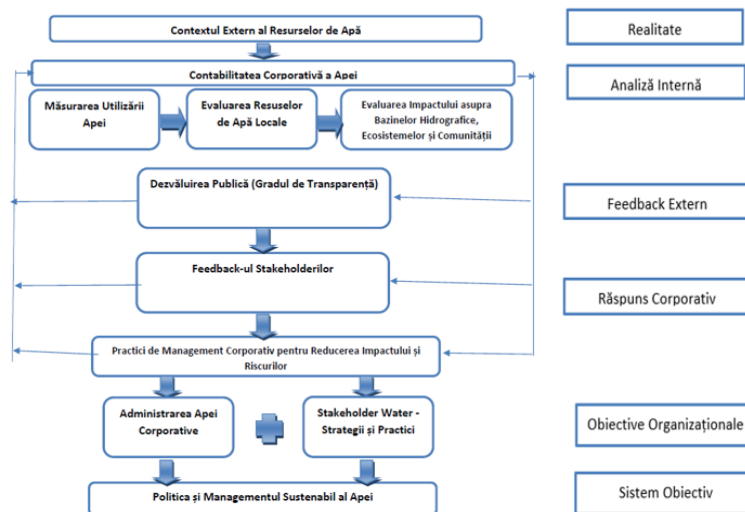 Contextul Extern al Resurselor de Apă
Realitate
Contabilitatea Corporativă a Apei
Analiză Internă
Măsurarea Utilizării
Apei
Evaluarea Resuselor
de Apă Locale
Evaluarea Impactului asupra
Bazinelor Hidrografice,
Ecosistemelor și Comunității
Dezvăluirea Publică (Gradul de Transparență)
Feedback Extern
Feedback-ul Stakeholderilor
Răspuns Corporativ
Practici de Management Corporativ pentru Reducerea Impactului și
Riscurilor
Administrarea Apei
Corporative
Stakeholder Water -
Strategii și Practici
Obiective Organizaționale
Politica și Managementul Sustenabil al Apei
Sistem Obiectiv